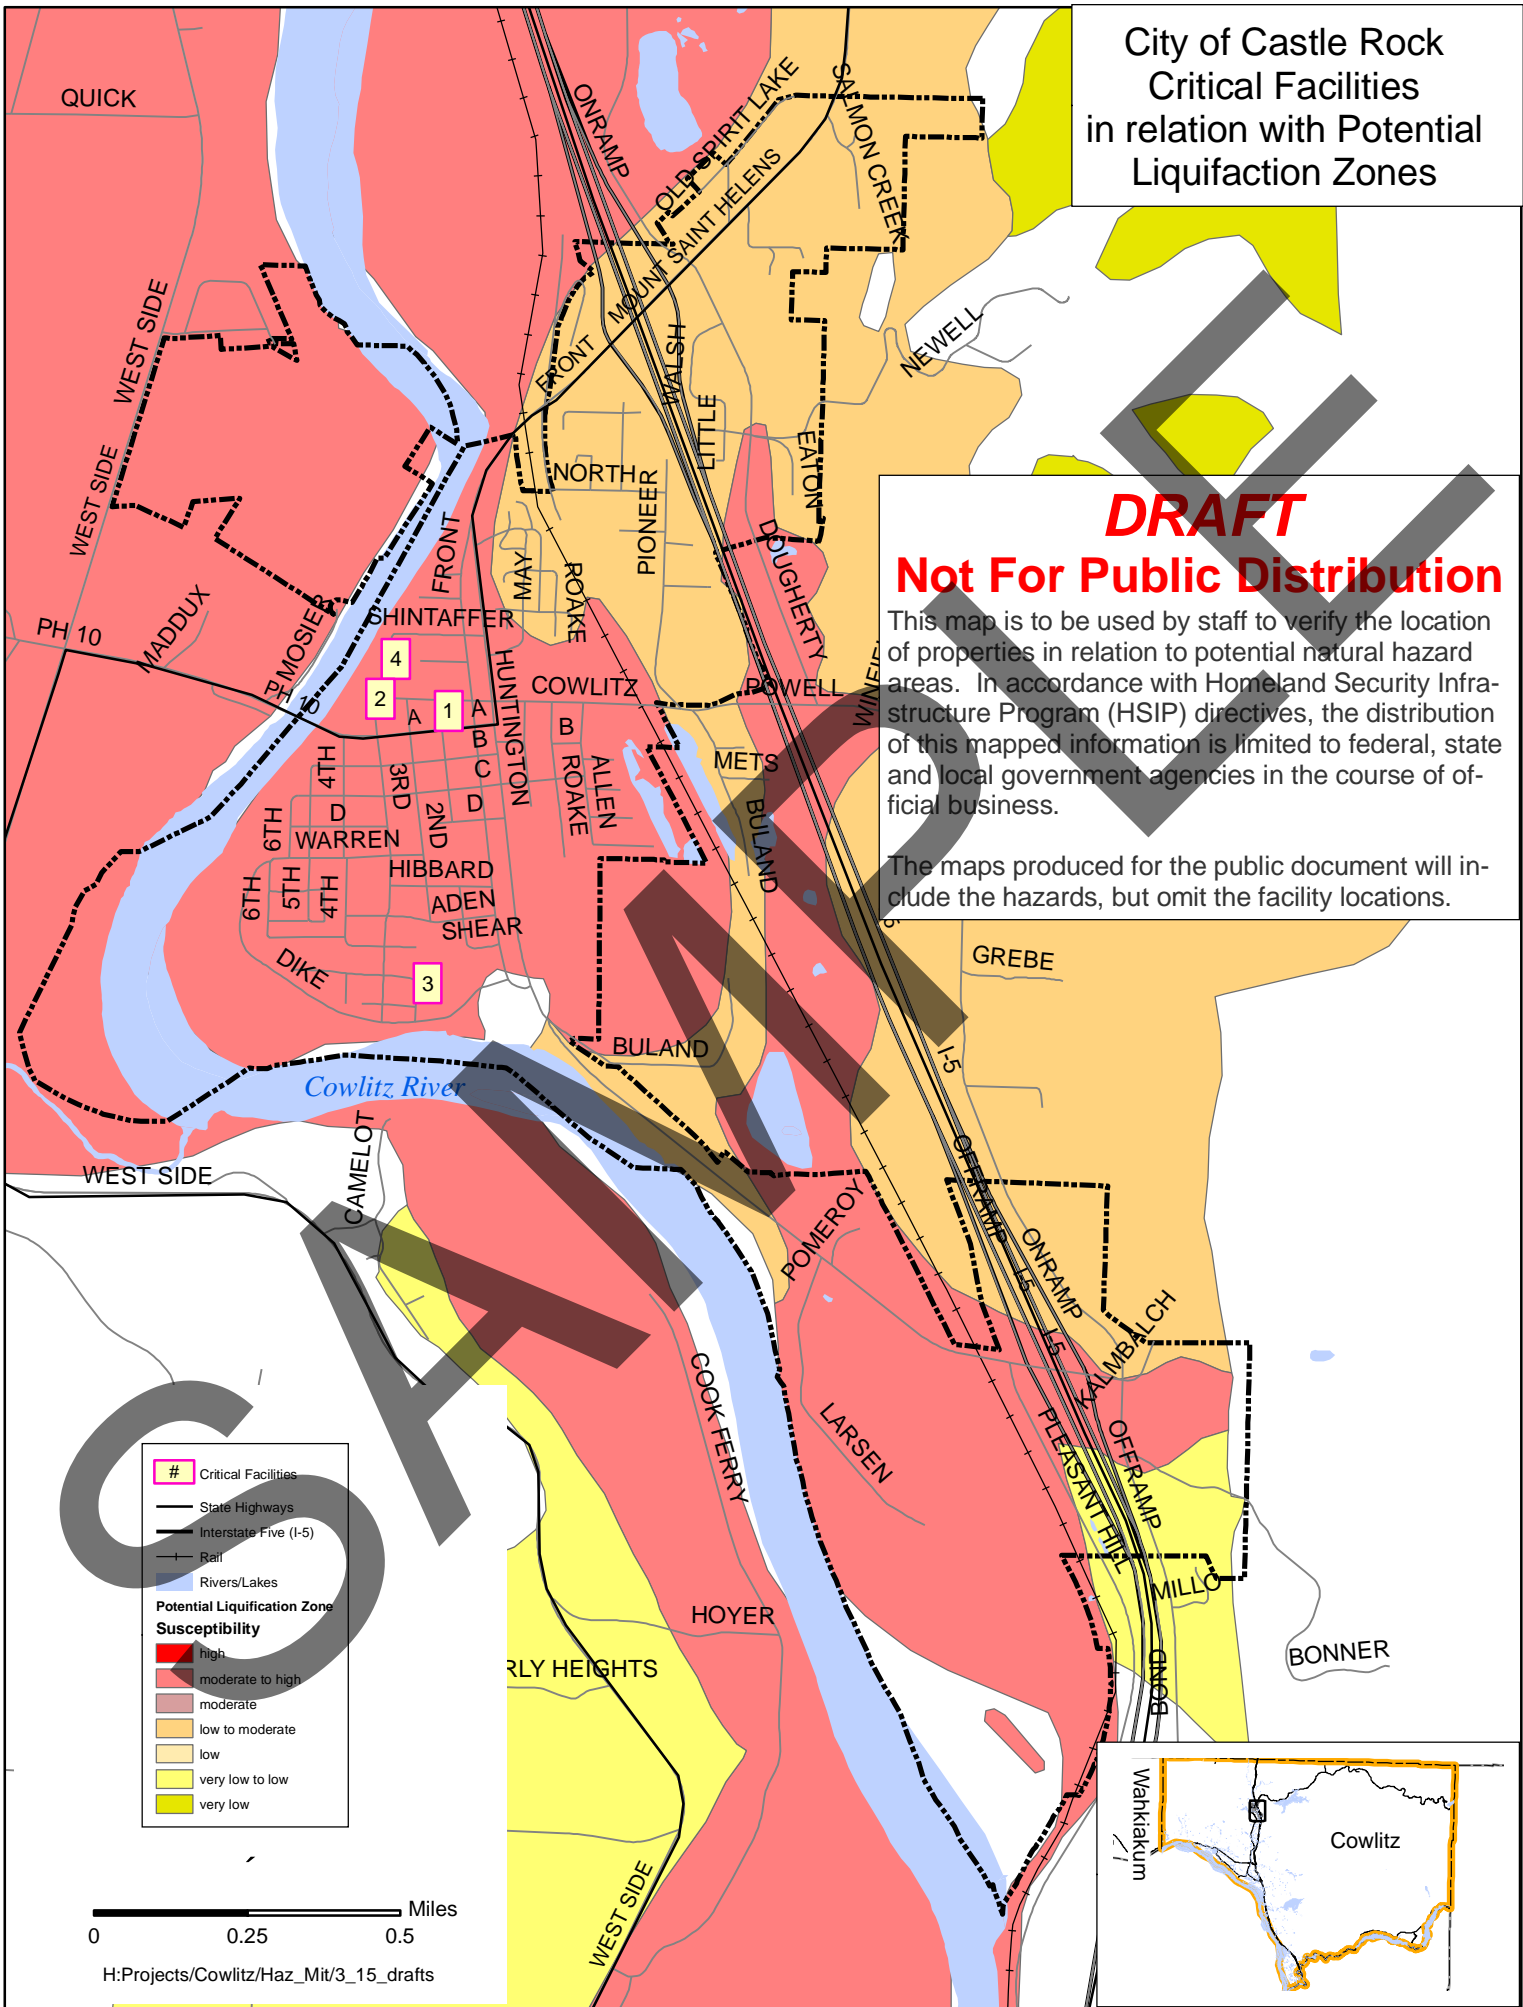 City of Castle Rock
Critical Facilities
in relation with Potential
Liquifaction Zones
QUICK
ONRAMP
OLD SPIRIT LAKE
SALMON CREEK
MOUNT SAINT HELENS
FRONT
WALSH
NEWELL
WEST SIDE
WEST SIDE
LITTLE
EATON
NORTH
PIONEER
DOUGHERTY
FRONT
MAY
ROAKE
SHINTAFFER
PH 10
MADDUX
MOSIER
PH 10
4
2
1
A
A
B
C
D
HUNTINGTON
COWLITZ
POWELL
B
ROAKE
ALLEN
METS
BULAND
4TH
3RD
2ND
D
WARREN
6TH
HIBBARD
6TH
5TH
4TH
ADEN
SHEAR
DIKE
3
BULAND
GREBE
I-5
DRAFT
Not For Public Distribution
This map is to be used by staff to verify the location
of properties in relation to potential natural hazard
areas.  In accordance with Homeland Security Infra-
structure Program (HSIP) directives, the distribution
of this mapped information is limited to federal, state
and local government agencies in the course of of-
ficial business.
The maps produced for the public document will in-
clude the hazards, but omit the facility locations.
Cowlitz River
WEST SIDE
CAMELOT
POMEROY
OFFRAMP
ONRAMP
I-5
I-5
KALMBALCH
COOK FERRY
LARSEN
PLEASANT HILL
OFFRAMP
MILLO
HOYER
RLY HEIGHTS
BOND
BONNER
WEST SIDE
SAMPLE
# Critical Facilities
State Highways
Interstate Five (I-5)
Rail
Rivers/Lakes
Potential Liquification Zone
Susceptibility
high
moderate to high
moderate
low to moderate
low
very low to low
very low
Miles
0 0.25 0.5
H:Projects/Cowlitz/Haz_Mit/3_15_drafts
Wahkiakum
Cowlitz